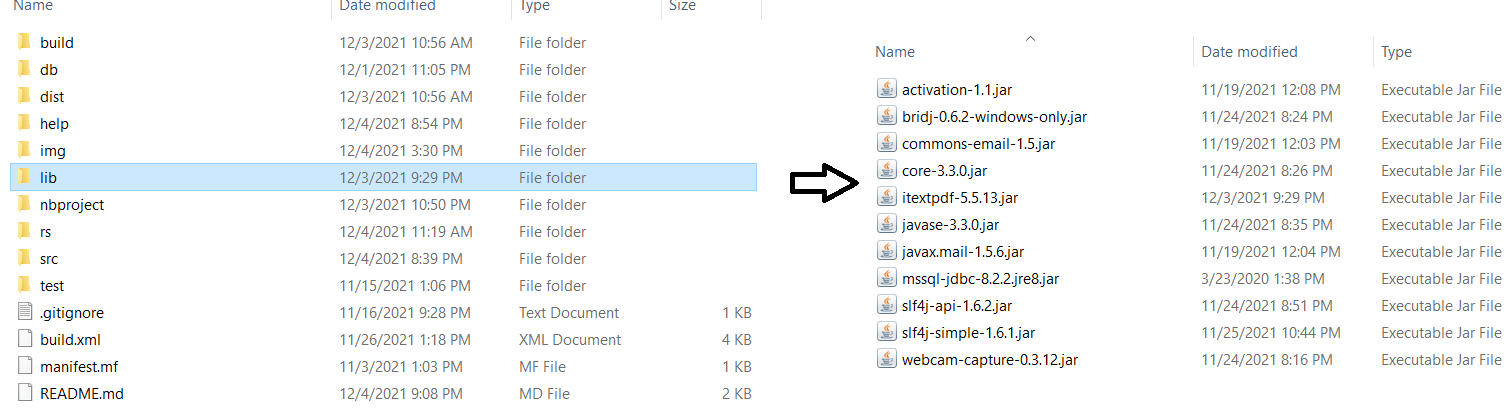 Name Date modified Type Size
build 12/3/2021 10:56 AM File folder
db 12/1/2021 11:05 PM File folder
dist 12/3/2021 10:56 AM File folder
help 12/4/2021 8:54 PM File folder
img 12/4/2021 3:30 PM File folder
lib 12/3/2021 9:29 PM File folder
nbproject 12/3/2021 10:50 PM File folder
rs 12/4/2021 11:19 AM File folder
src 12/4/2021 8:39 PM File folder
test 11/15/2021 1:06 PM File folder
.gitignore 11/16/2021 9:28 PM Text Document 1 KB
build.xml 11/26/2021 1:18 PM XML Document 4 KB
manifest.mf 11/3/2021 1:03 PM MF File 1 KB
README.md 12/4/2021 9:08 PM MD File 2 KB
Name Date modified Type
activation-1.1.jar 11/19/2021 12:08 PM Executable Jar File
bridj-0.6.2-windows-only.jar 11/24/2021 8:24 PM Executable Jar File
commons-email-1.5.jar 11/19/2021 12:03 PM Executable Jar File
core-3.3.0.jar 11/24/2021 8:26 PM Executable Jar File
itextpdf-5.5.13.jar 12/3/2021 9:29 PM Executable Jar File
javase-3.3.0.jar 11/24/2021 8:35 PM Executable Jar File
javax.mail-1.5.6.jar 11/19/2021 12:04 PM Executable Jar File
mssql-jdbc-8.2.2.jre8.jar 3/23/2020 1:38 PM Executable Jar File
slf4j-api-1.6.2.jar 11/24/2021 8:51 PM Executable Jar File
slf4j-simple-1.6.1.jar 11/25/2021 10:44 PM Executable Jar File
webcam-capture-0.3.12.jar 11/24/2021 8:16 PM Executable Jar File